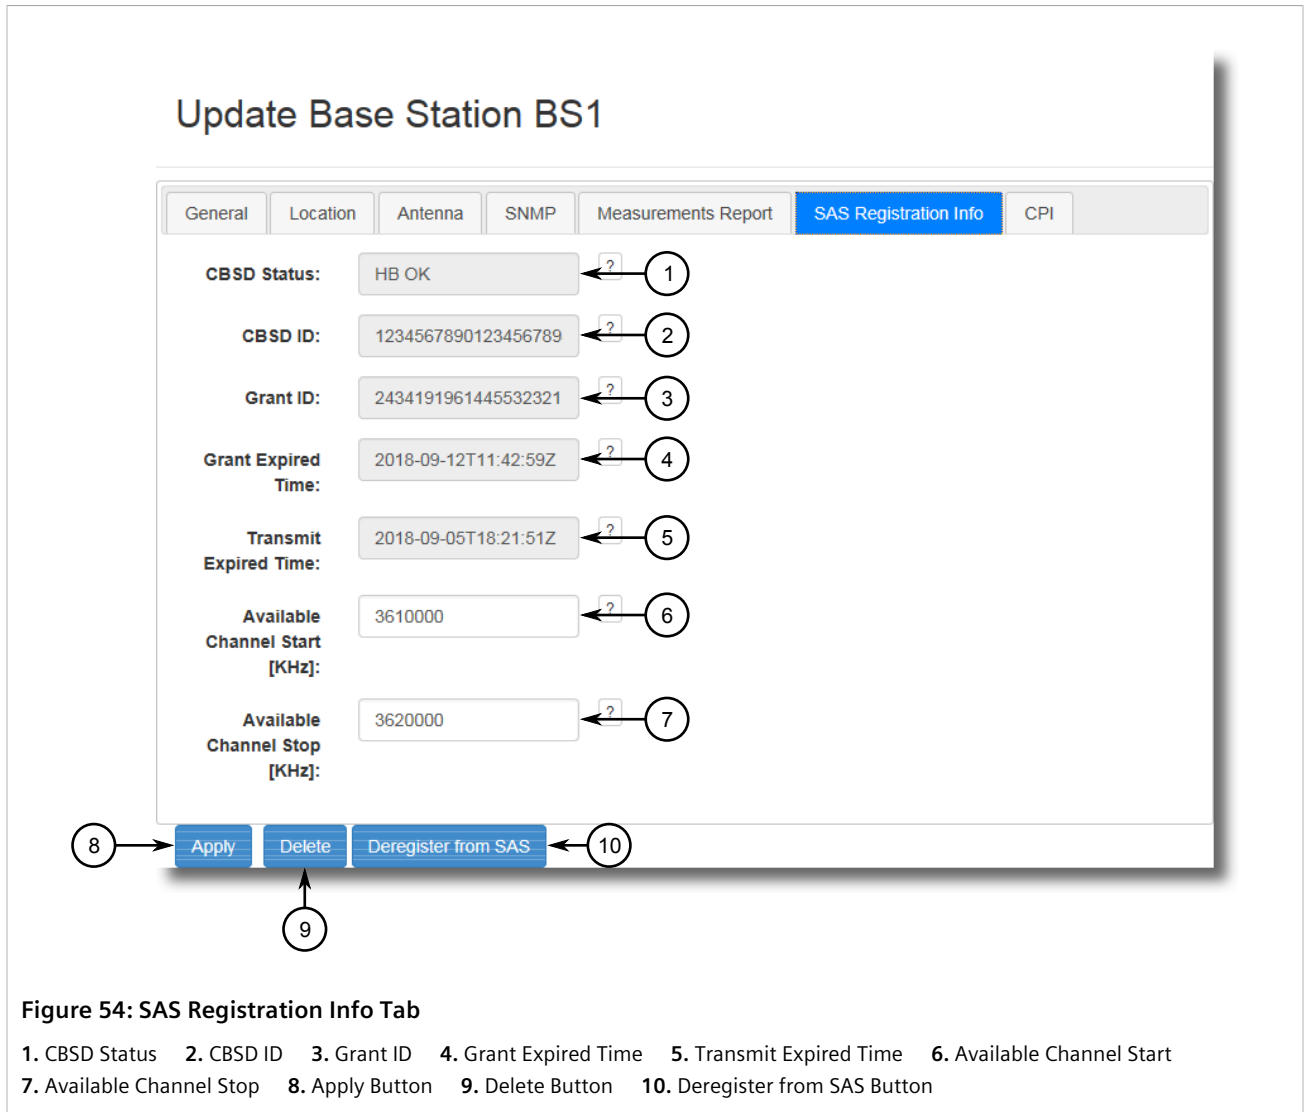 Update Base Station BS1
General Location Antenna SNMP Measurements Report SAS Registration Info CPI
CBSD Status: HB OK ? 1
CBSD ID: 1234567890123456789 ? 2
Grant ID: 2434191961445532321 ? 3
Grant Expired Time: 2018-09-12T11:42:59Z ? 4
Transmit Expired Time: 2018-09-05T18:21:51Z ? 5
Available Channel Start [KHz]: 3610000 ? 6
Available Channel Stop [KHz]: 3620000 ? 7
8 Apply Delete Deregister from SAS 10
9
Figure 54: SAS Registration Info Tab
1. CBSD Status 2. CBSD ID 3. Grant ID 4. Grant Expired Time 5. Transmit Expired Time 6. Available Channel Start
7. Available Channel Stop 8. Apply Button 9. Delete Button 10. Deregister from SAS Button